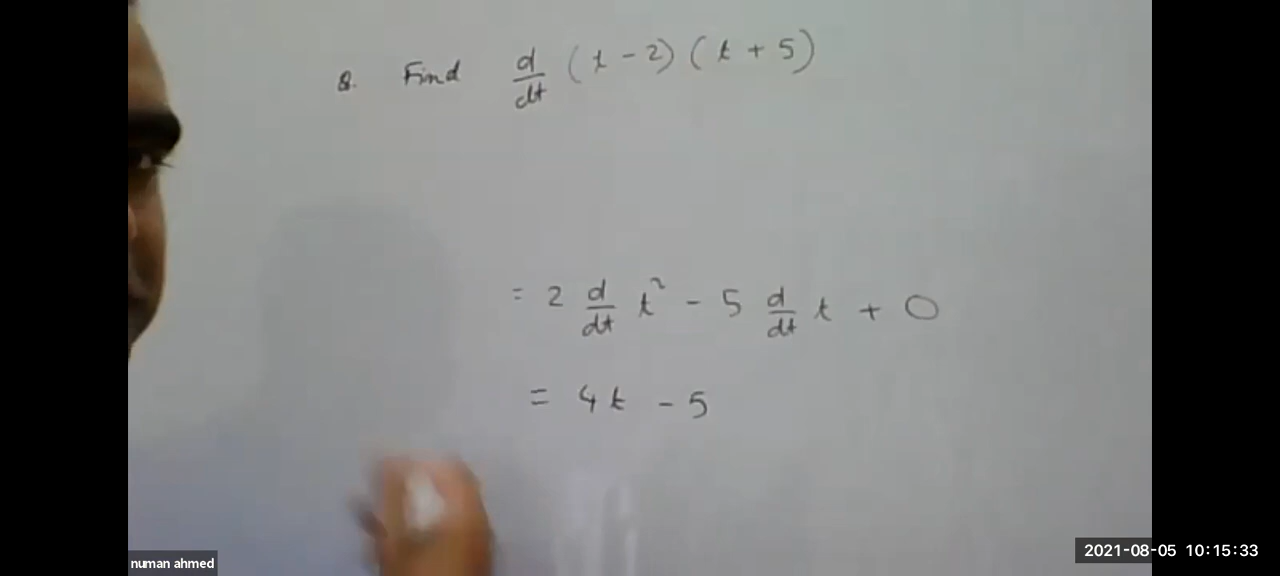 8. Find d/dt (t - 2) (t + 5)
= 2 d/dt t² - 5 d/dt t + 0
= 4t - 5
numan ahmed
2021-08-05 10:15:33